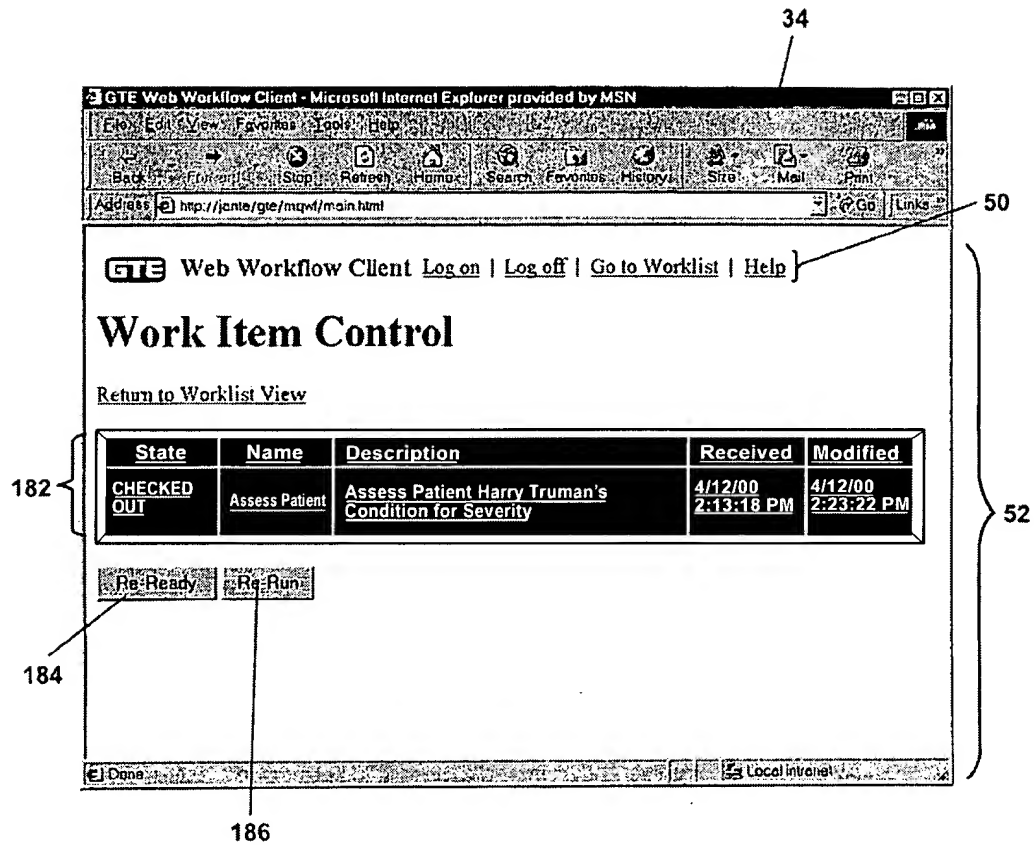 34
GTE Web Workflow Client - Microsoft Internet Explorer provided by MSN
File Edit View Favorites Tools Help
Back Forward Stop Refresh Home Search Favorites History Size Mail Print
Address http://jante/gte/mqwf/main.html Go Links
50
GTE Web Workflow Client Log on | Log off | Go to Worklist | Help
Work Item Control
Return to Worklist View
State Name Description Received Modified
182
CHECKED OUT Assess Patient Assess Patient Harry Truman's Condition for Severity 4/12/00 2:13:18 PM 4/12/00 2:23:22 PM
52
Re-Ready Re-Run
184
Done Local intranet
186